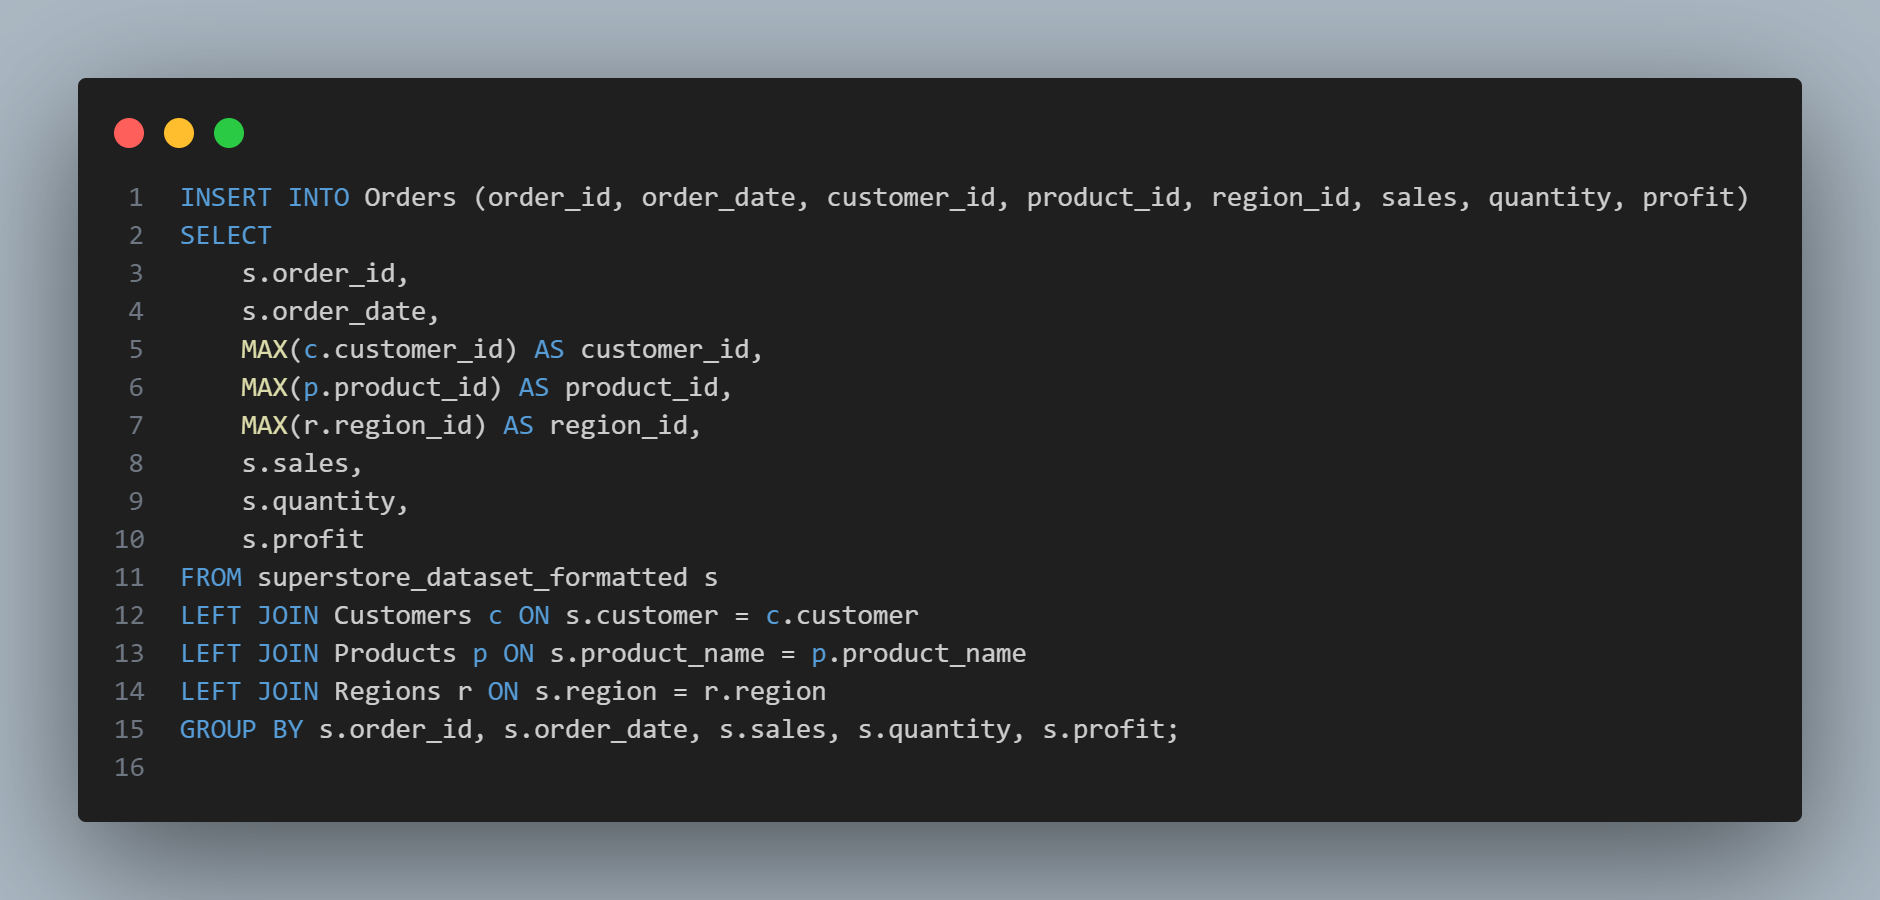 1 INSERT INTO Orders (order_id, order_date, customer_id, product_id, region_id, sales, quantity, profit)
2 SELECT
3     s.order_id,
4     s.order_date,
5     MAX(c.customer_id) AS customer_id,
6     MAX(p.product_id) AS product_id,
7     MAX(r.region_id) AS region_id,
8     s.sales,
9     s.quantity,
10     s.profit
11 FROM superstore_dataset_formatted s
12 LEFT JOIN Customers c ON s.customer = c.customer
13 LEFT JOIN Products p ON s.product_name = p.product_name
14 LEFT JOIN Regions r ON s.region = r.region
15 GROUP BY s.order_id, s.order_date, s.sales, s.quantity, s.profit;
16